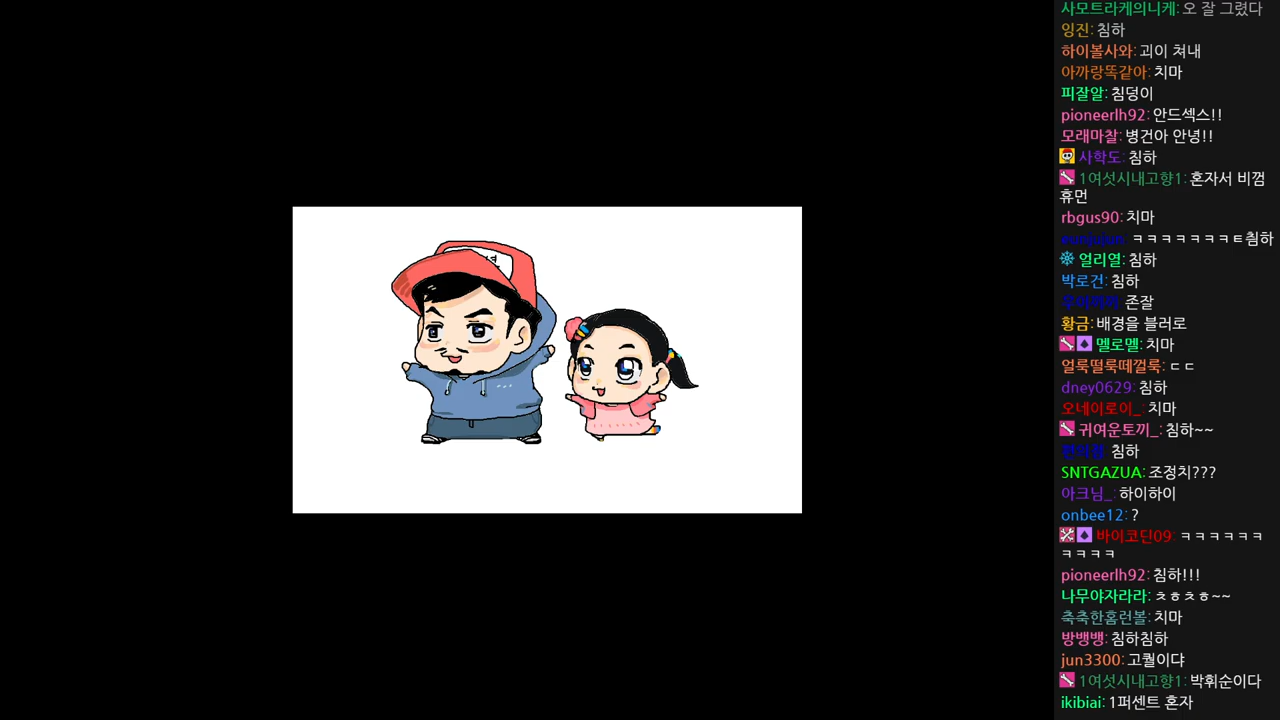 사모트라케의니케: 오 잘 그렸다
잉진: 침하
하이볼사와: 괴이 쳐내
아까랑똑같아: 치마
피잘알: 침덩이
pioneerlh92: 안드섹스!!
모래마찰: 병건아 안녕!!
사학도: 침하
1여섯시내고향1: 혼자서 비껌
휴먼
rbgus90: 치마
ㅋㅋㅋㅋㅋㅋㅋㅌ침하
얼리열: 침하
박로건: 침하
존잘
황금: 배경을 블러로
멜로멜: 치마
얼룩떨룩떼껄룩: ㄷㄷ
dney0629: 침하
오네이로이_: 치마
귀여운토끼_: 침하~~
침하
SNTGAZUA: 조정치???
아크님_: 하이하이
onbee12: ?
바이코딘09: ㅋㅋㅋㅋㅋㅋ
ㅋㅋㅋㅋ
pioneerlh92: 침하!!!
나무야자라라: ㅊㅎㅊㅎ~~
축축한홈런볼: 치마
방뱅뱅: 침하침하
jun3300: 고퀄이댜
1여섯시내고향1: 박휘순이다
ikibiai: 1퍼센트 혼자